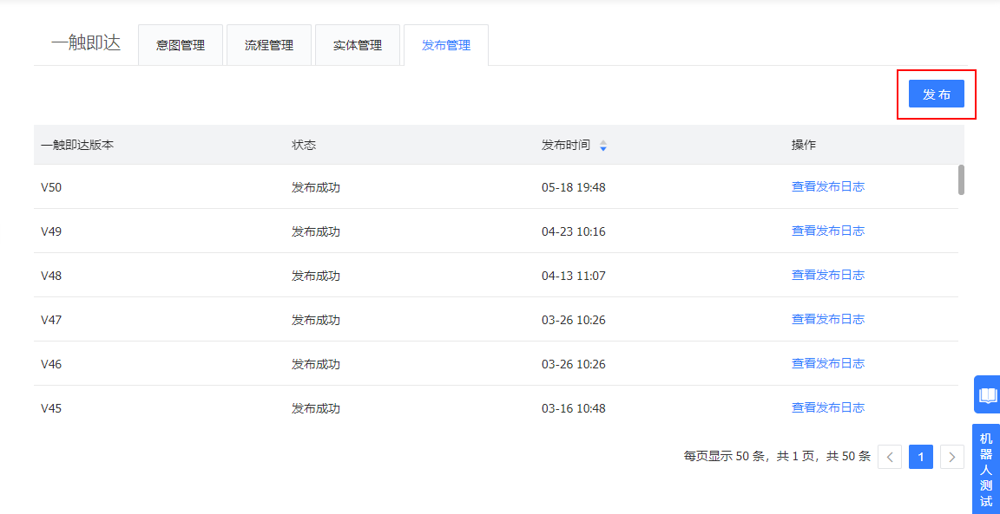 一触即达 意图管理 流程管理 实体管理 发布管理
发 布
一触即达版本 状态 发布时间 操作
V50 发布成功 05-18 19:48 查看发布日志
V49 发布成功 04-23 10:16 查看发布日志
V48 发布成功 04-13 11:07 查看发布日志
V47 发布成功 03-26 10:26 查看发布日志
V46 发布成功 03-26 10:26 查看发布日志
V45 发布成功 03-16 10:48 查看发布日志
每页显示 50 条，共 1 页，共 50 条 1
机器人测试